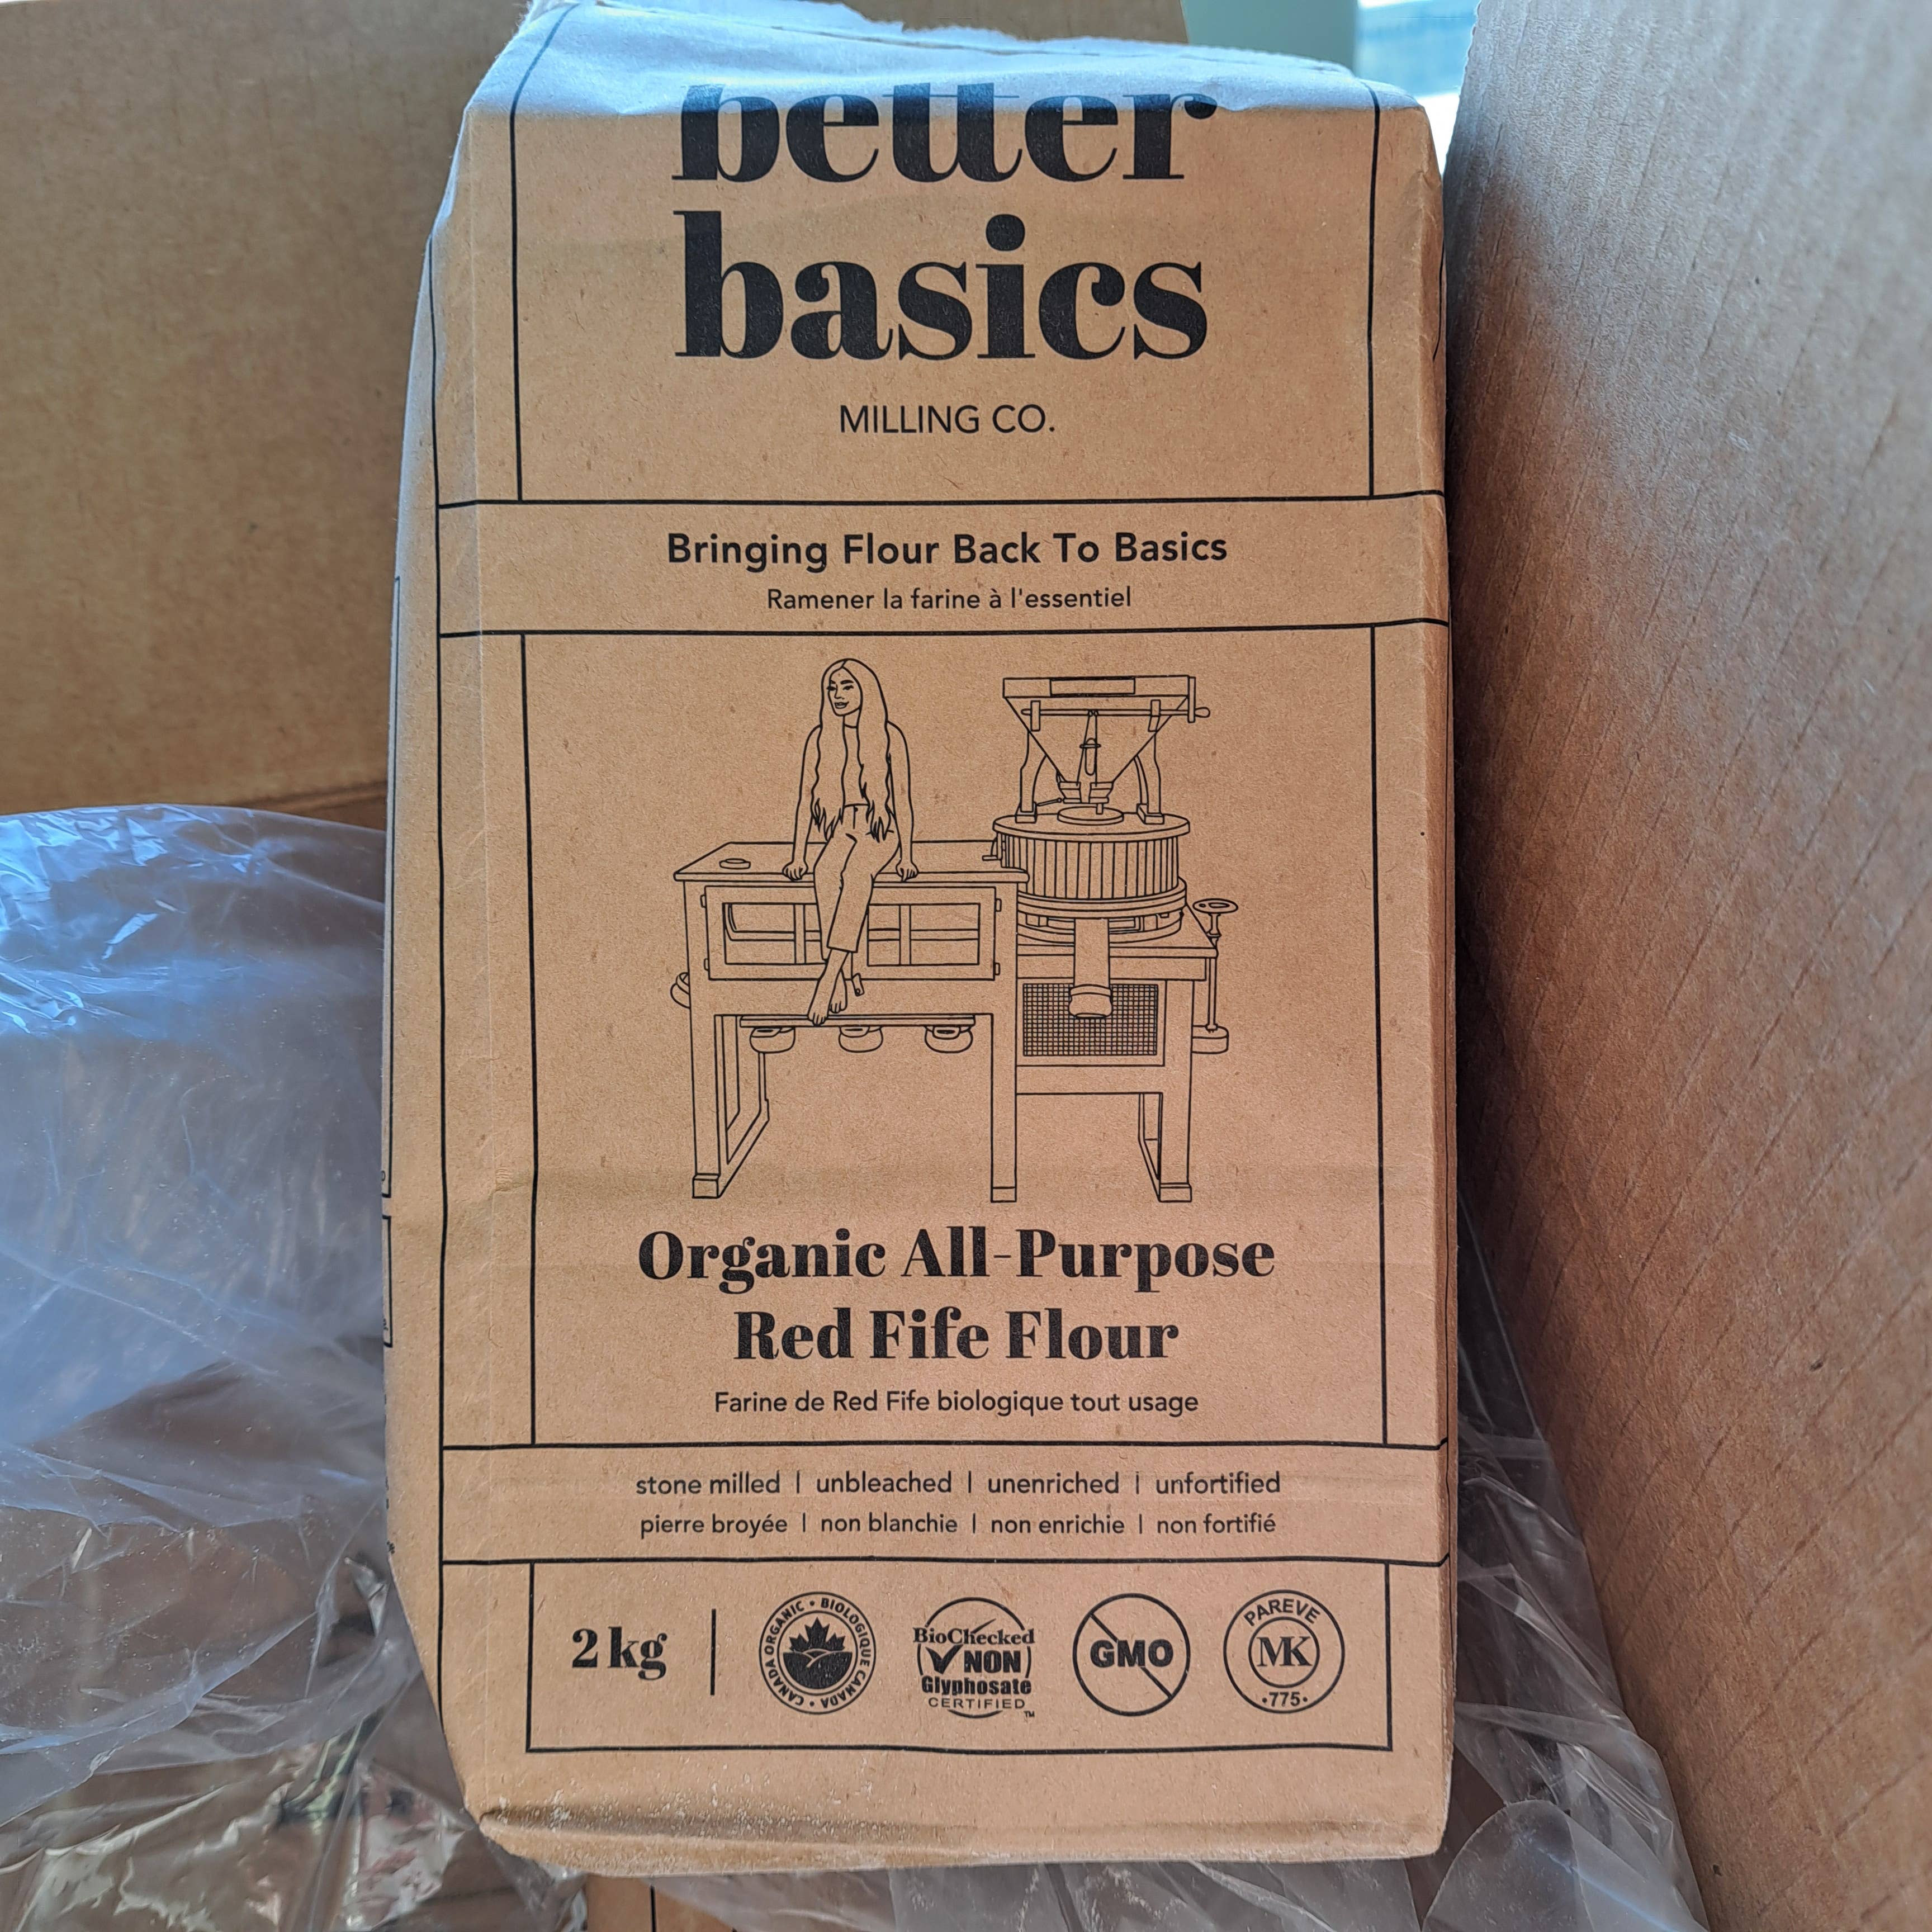 better
basics
MILLING CO.
Bringing Flour Back To Basics
Ramener la farine à l'essentiel
Organic All-Purpose
Red Fife Flour
Farine de Red Fife biologique tout usage
stone milled | unbleached | unenriched | unfortified
pierre broyée | non blanchie | non enrichie | non fortifié
2 kg
CANADA ORGANIC • BIOLOGIQUE CANADA •
BioChecked
NON
Glyphosate
CERTIFIED
TM
GMO
PAREVE
MK
•775•